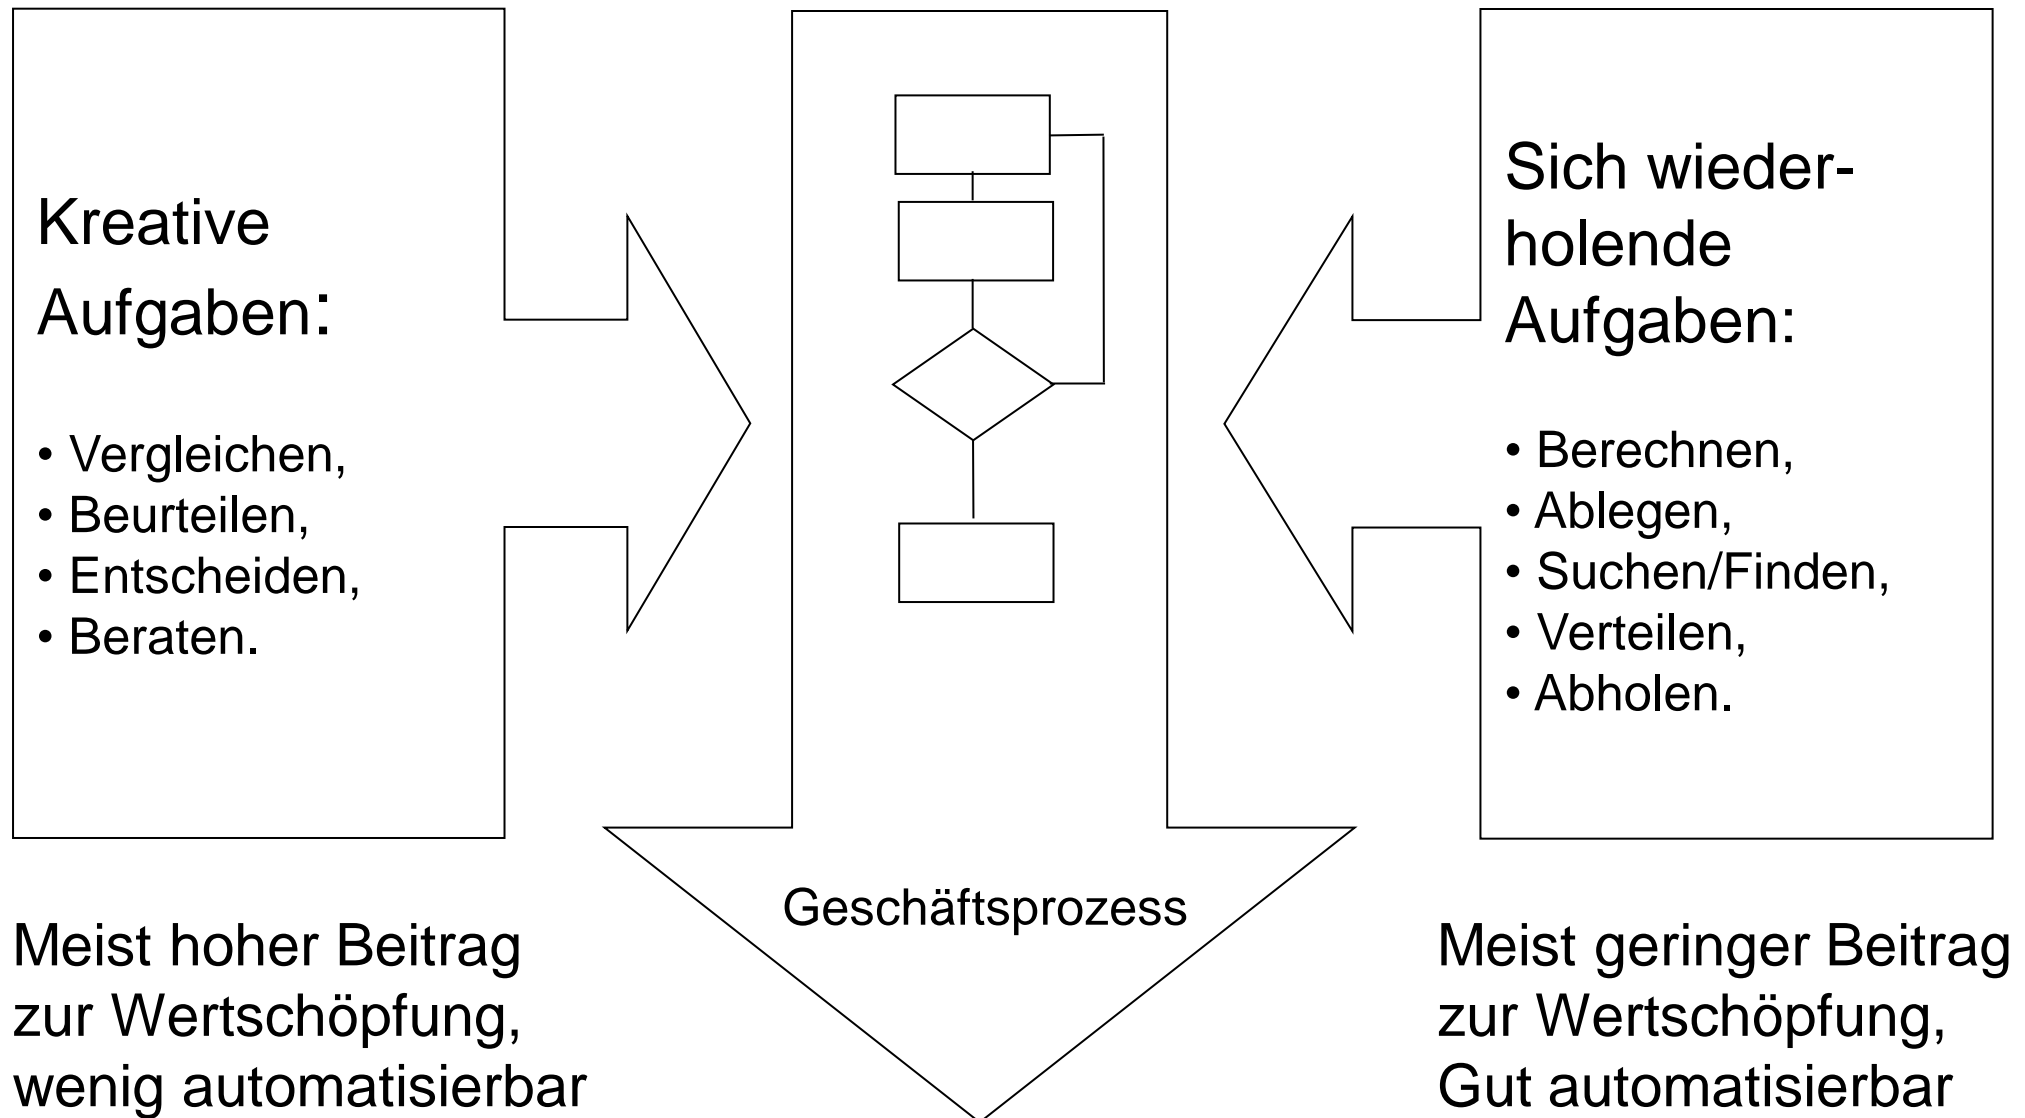 Kreative
Aufgaben:
• Vergleichen,
• Beurteilen,
• Entscheiden,
• Beraten.
Meist hoher Beitrag
zur Wertschöpfung,
wenig automatisierbar
Geschäftsprozess
Sich wieder-
holende
Aufgaben:
• Berechnen,
• Ablegen,
• Suchen/Finden,
• Verteilen,
• Abholen.
Meist geringer Beitrag
zur Wertschöpfung,
Gut automatisierbar